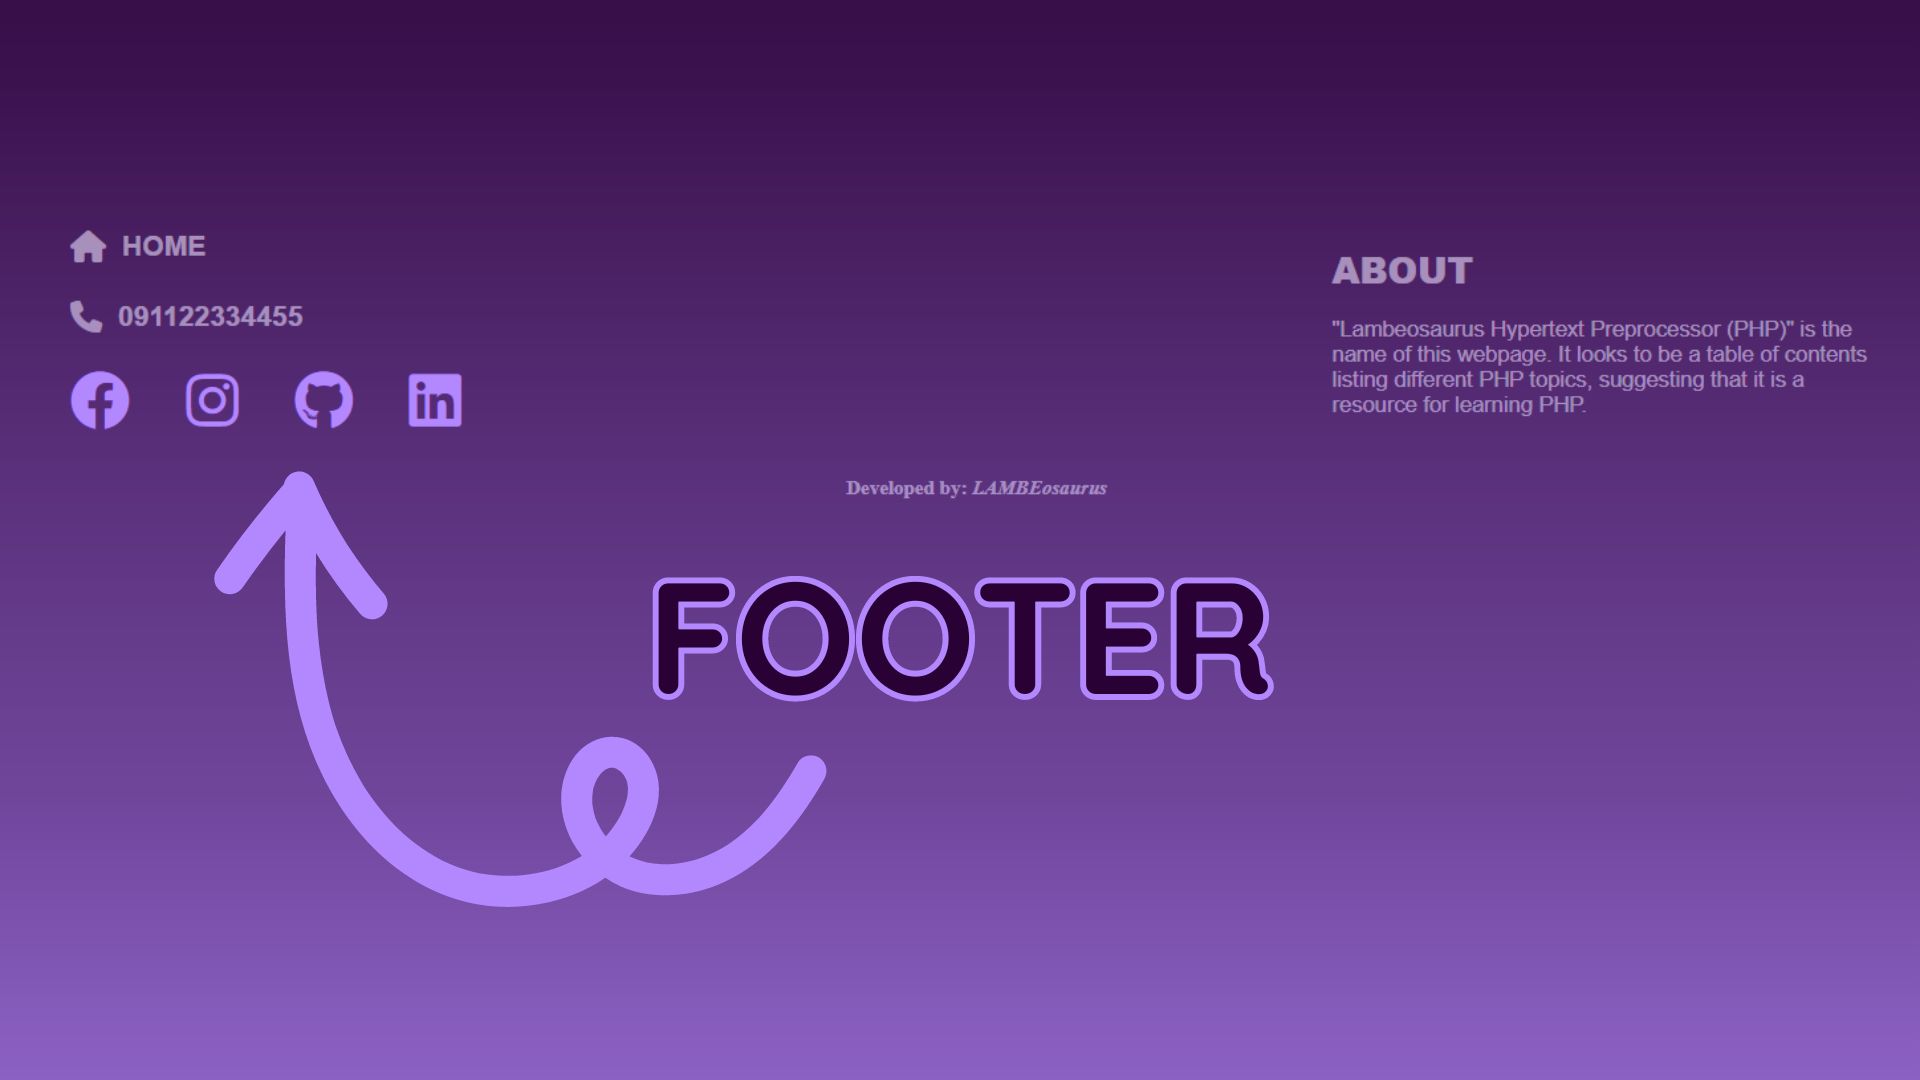 HOME
091122334455
ABOUT
"Lambeosaurus Hypertext Preprocessor (PHP)" is the
name of this webpage. It looks to be a table of contents
listing different PHP topics, suggesting that it is a
resource for learning PHP.
Developed by: LAMBEosaurus
FOOTER